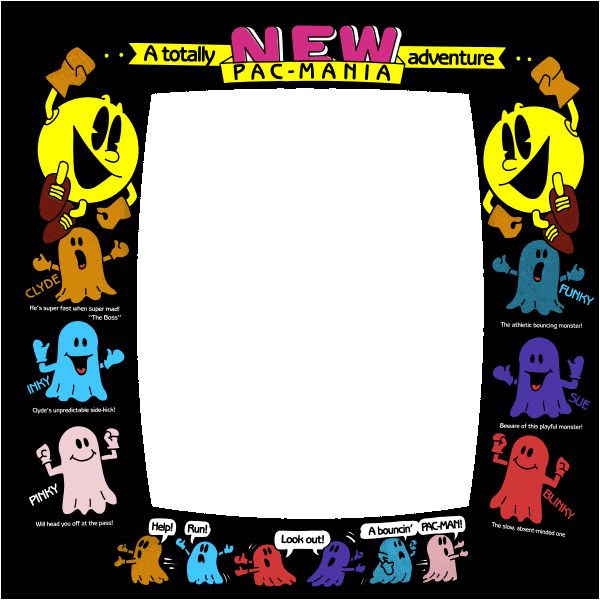 A totally NEW adventure
PAC-MANIA
CLYDE
He's super fast when super mad!
"The Boss"
INKY
Clyde's unpredictable side-kick!
PINKY
Will head you off at the pass!
FUNKY
The athletic bouncing monster!
SUE
Beware of this playful monster!
BLINKY
The slow, absent-minded one
Help!
Run!
Look out!
A bouncin'
PAC-MAN!